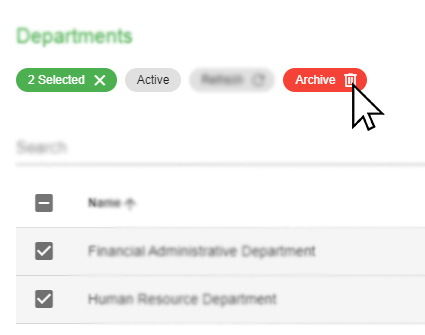 Departments
2 Selected Active Refresh Archive
Search
Name
Financial Administrative Department
Human Resource Department